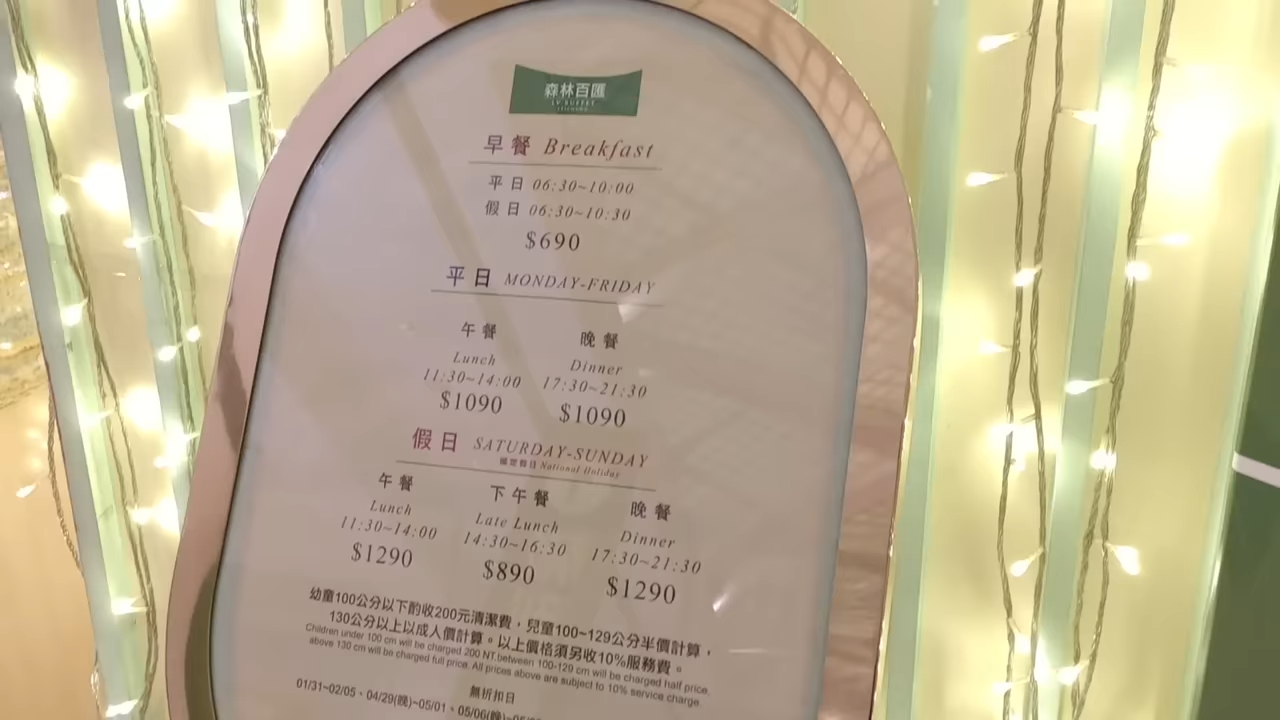 森林百匯
早餐 Breakfast
平日 06:30~10:00
假日 06:30~10:30
$690
平日 MONDAY-FRIDAY
午餐 晚餐
Lunch Dinner
11:30~14:00 17:30~21:30
$1090 $1090
假日 SATURDAY-SUNDAY
國定假日 National Holiday
午餐 下午餐 晚餐
Lunch Late Lunch Dinner
11:30~14:00 14:30~16:30 17:30~21:30
$1290 $890 $1290
幼童100公分以下酌收200元清潔費，兒童100~129公分半價計算，
130公分以上以成人價計算。以上價格須另收10%服務費。
Children under 100 cm will be charged 200 NT,between 100-129 cm will be charged half price,
above 130 cm will be charged full price. All prices above are subject to 10% service charge.
無折扣日
01/31~02/05、04/29(晚)~05/01、05/06(晚)~05